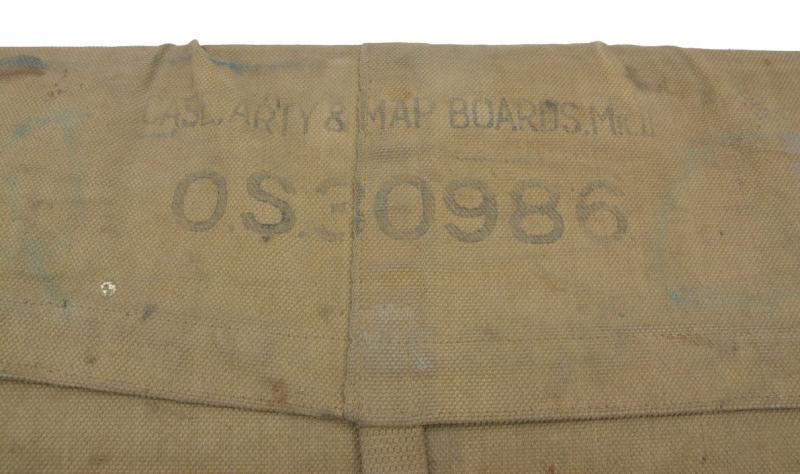 CASE, ARTY & MAP BOARDS, Mk II
O.S. 30986